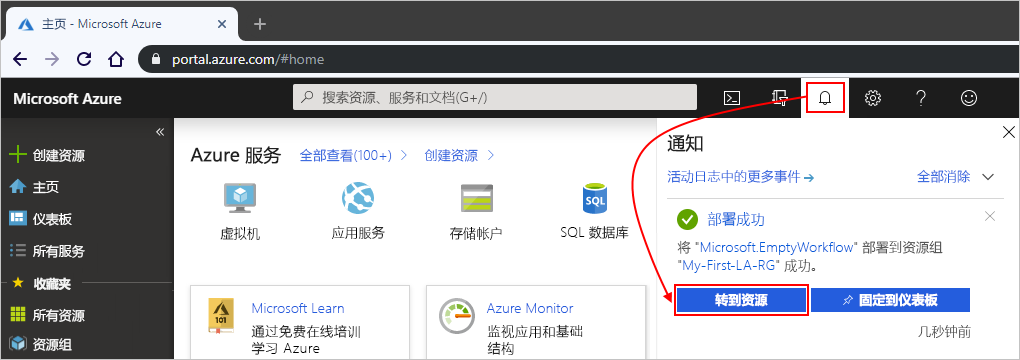 主页 - Microsoft Azure
portal.azure.com/#home
Microsoft Azure
搜索资源、服务和文档(G+/)
创建资源
主页
仪表板
所有服务
收藏夹
所有资源
资源组
Azure 服务
全部查看(100+)
创建资源
虚拟机
应用服务
存储帐户
SQL
SQL 数据库
101
Microsoft Learn
通过免费在线培训
学习 Azure
Azure Monitor
监视应用和基础
结构
通知
活动日志中的更多事件
全部消除
部署成功
将 "Microsoft.EmptyWorkflow" 部署到资源组
"My-First-LA-RG" 成功。
转到资源
固定到仪表板
几秒钟前